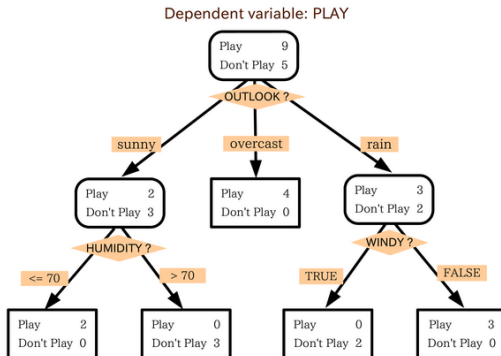 Dependent variable: PLAY
Play 9
Don't Play 5
OUTLOOK ?
sunny
overcast
rain
Play 2
Don't Play 3
Play 4
Don't Play 0
Play 3
Don't Play 2
HUMIDITY ?
WINDY ?
<= 70
> 70
TRUE
FALSE
Play 2
Don't Play 0
Play 0
Don't Play 3
Play 0
Don't Play 2
Play 3
Don't Play 0